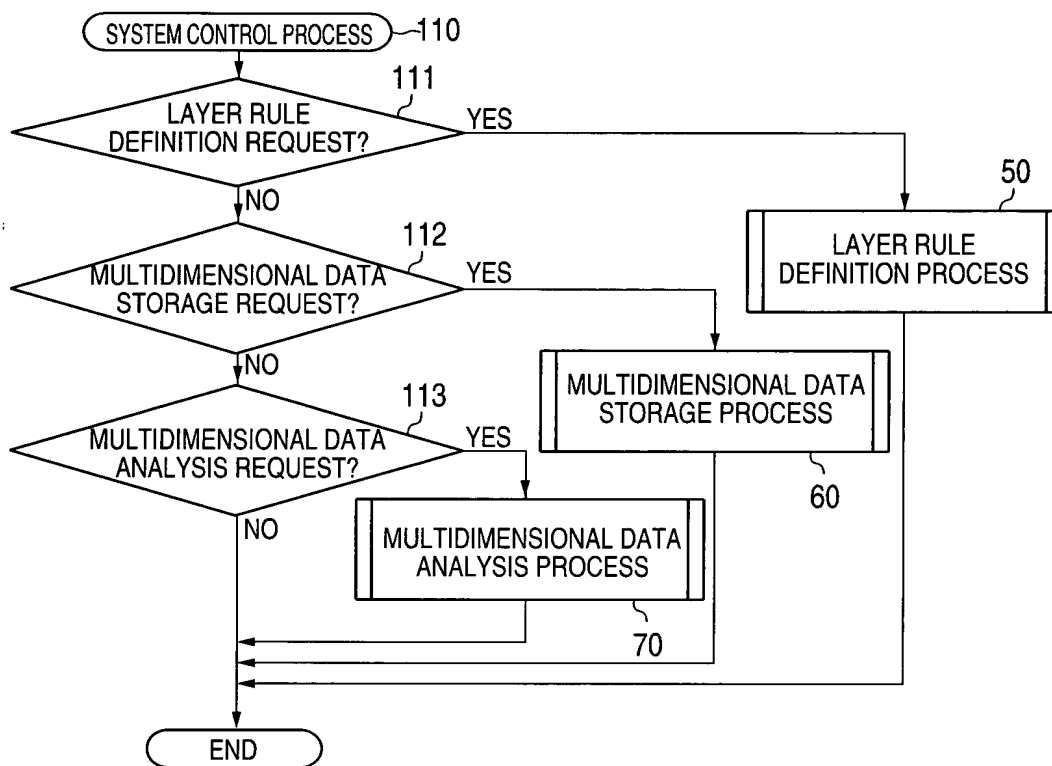 SYSTEM CONTROL PROCESS
110
111
LAYER RULE
DEFINITION REQUEST?
YES
NO
50
LAYER RULE
DEFINITION PROCESS
112
MULTIDIMENSIONAL DATA
STORAGE REQUEST?
YES
NO
MULTIDIMENSIONAL DATA
STORAGE PROCESS
60
113
MULTIDIMENSIONAL DATA
ANALYSIS REQUEST?
YES
NO
MULTIDIMENSIONAL DATA
ANALYSIS PROCESS
70
END